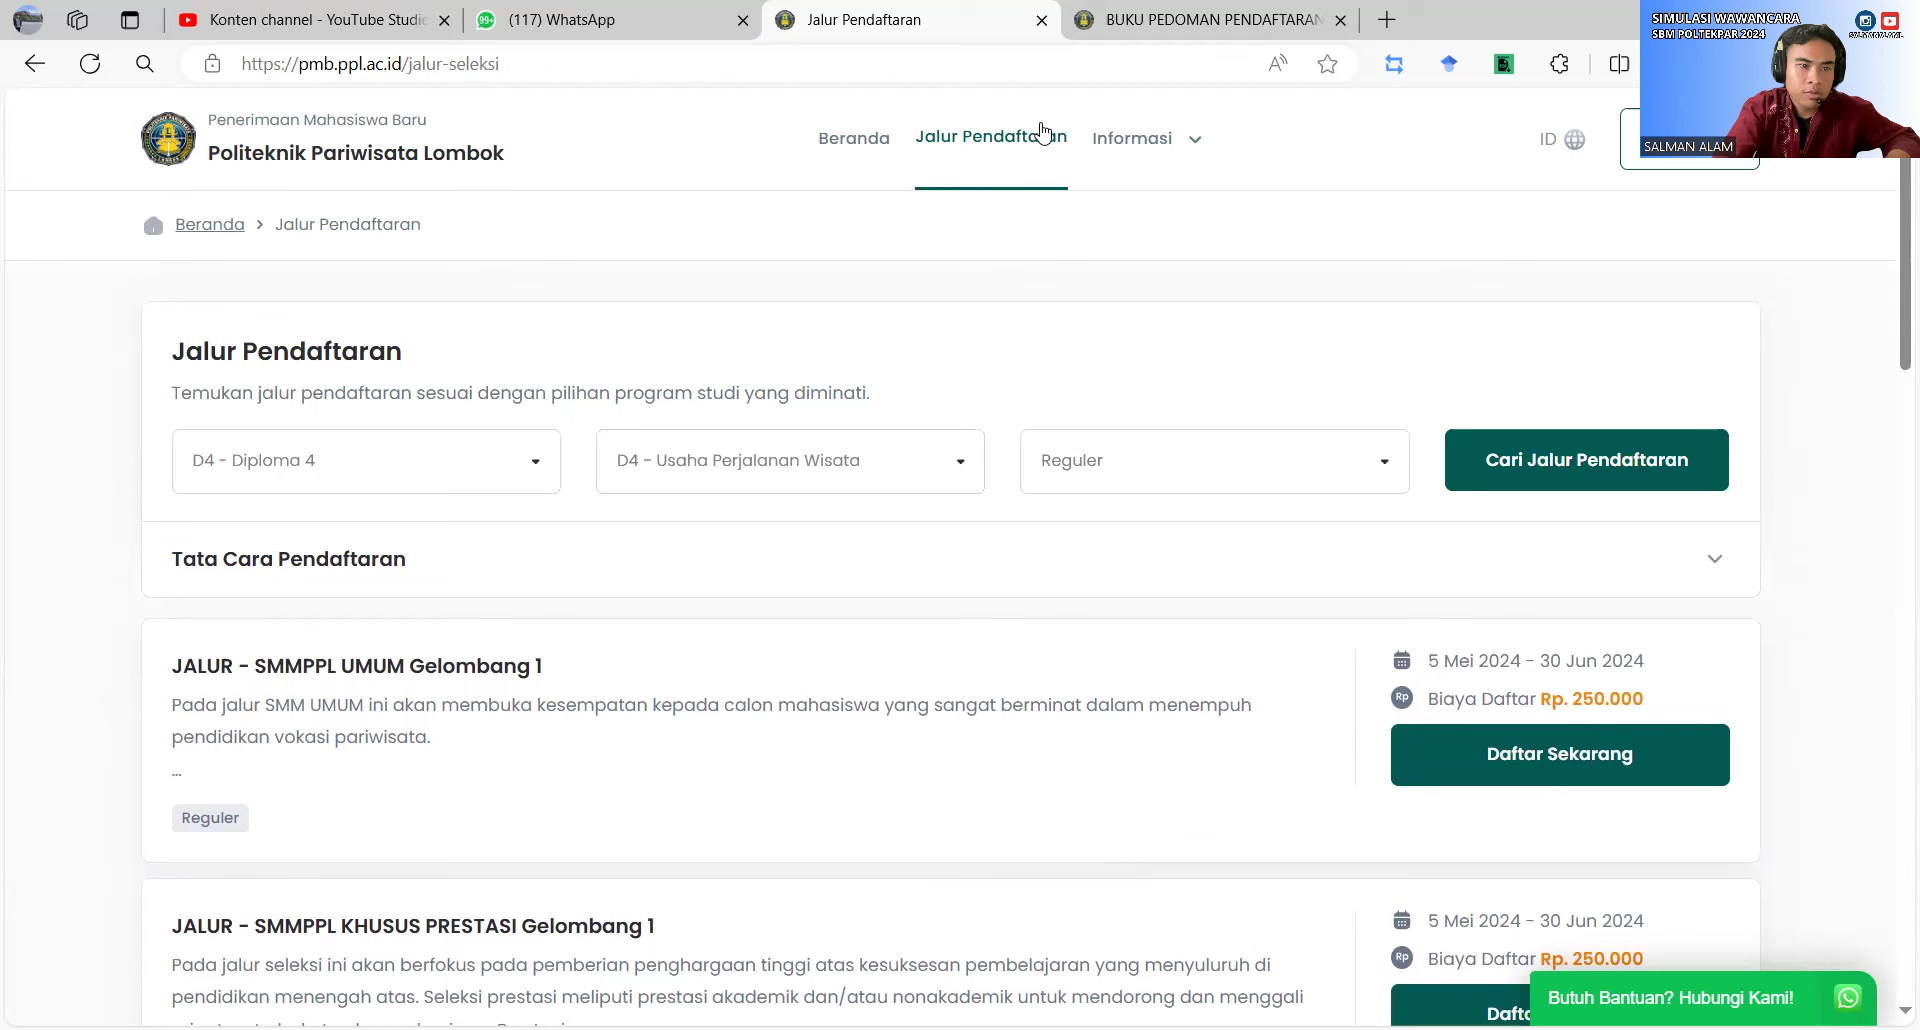 Konten channel - YouTube Studio
99+
(117) WhatsApp
Jalur Pendaftaran
BUKU PEDOMAN PENDAFTARAN
SIMULASI WAWANCARA
SBM POLTEKPAR 2024
SALMAN ALAM
https://pmb.ppl.ac.id/jalur-seleksi
Penerimaan Mahasiswa Baru
Politeknik Pariwisata Lombok
Beranda
Jalur Pendaftaran
Informasi
ID
Beranda > Jalur Pendaftaran
Jalur Pendaftaran
Temukan jalur pendaftaran sesuai dengan pilihan program studi yang diminati.
D4 - Diploma 4
D4 - Usaha Perjalanan Wisata
Reguler
Cari Jalur Pendaftaran
Tata Cara Pendaftaran
JALUR - SMMPPL UMUM Gelombang 1
Pada jalur SMM UMUM ini akan membuka kesempatan kepada calon mahasiswa yang sangat berminat dalam menempuh
pendidikan vokasi pariwisata.
...
Reguler
5 Mei 2024 - 30 Jun 2024
Rp
Biaya Daftar Rp. 250.000
Daftar Sekarang
JALUR - SMMPPL KHUSUS PRESTASI Gelombang 1
Pada jalur seleksi ini akan berfokus pada pemberian penghargaan tinggi atas kesuksesan pembelajaran yang menyuluruh di
pendidikan menengah atas. Seleksi prestasi meliputi prestasi akademik dan/atau nonakademik untuk mendorong dan menggali
5 Mei 2024 - 30 Jun 2024
Rp
Biaya Daftar Rp. 250.000
Butuh Bantuan? Hubungi Kami!